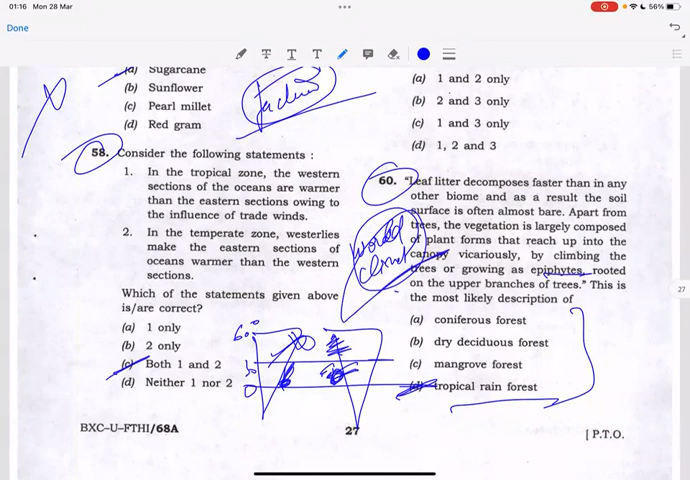 01:16 Mon 28 Mar
56%
Done
(a) Sugarcane
(b) Sunflower
(c) Pearl millet
(d) Red gram
58. Consider the following statements :
1. In the tropical zone, the western
sections of the oceans are warmer
than the eastern sections owing to
the influence of trade winds.
2. In the temperate zone, westerlies
make the eastern sections of
oceans warmer than the western
sections.
Which of the statements given above
is/are correct?
(a) 1 only
(b) 2 only
(c) Both 1 and 2
(d) Neither 1 nor 2
60
30
0
BXC–U–FTHI/68A
27
(a) 1 and 2 only
(b) 2 and 3 only
(c) 1 and 3 only
(d) 1, 2 and 3
60. "Leaf litter decomposes faster than in any
other biome and as a result the soil
surface is often almost bare. Apart from
trees, the vegetation is largely composed
of plant forms that reach up into the
canopy vicariously, by climbing the
trees or growing as epiphytes, rooted
on the upper branches of trees." This is
the most likely description of
(a) coniferous forest
(b) dry deciduous forest
(c) mangrove forest
(d) tropical rain forest
World
[ P.T.O.
27